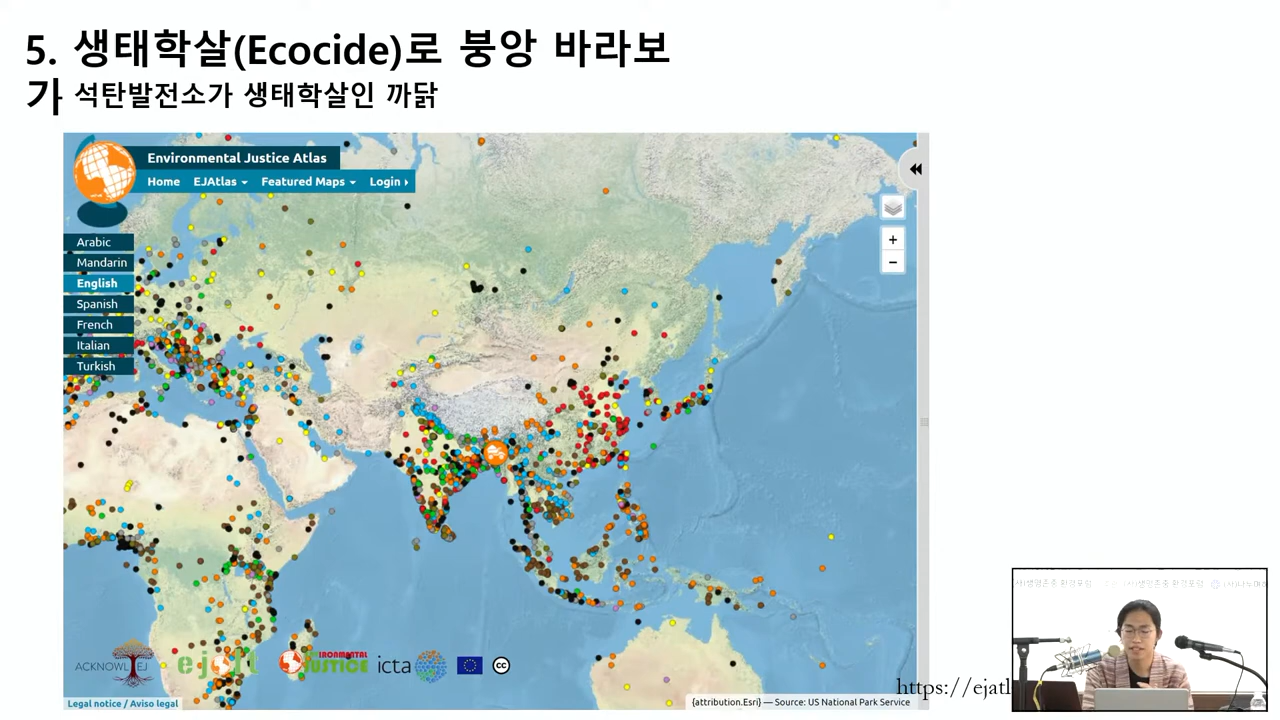 5. 생태학살(Ecocide)로 붕앙 바라보
가 석탄발전소가 생태학살인 까닭
Environmental Justice Atlas
Home EJAtlas Featured Maps Login
Arabic
Mandarin
English
Spanish
French
Italian
Turkish
+
−
ACKNOWL EJ
ejolt
JUSTICE
icta
cc
Legal notice / Aviso legal
{attribution.Esri} — Source: US National Park Service
https://ejatl